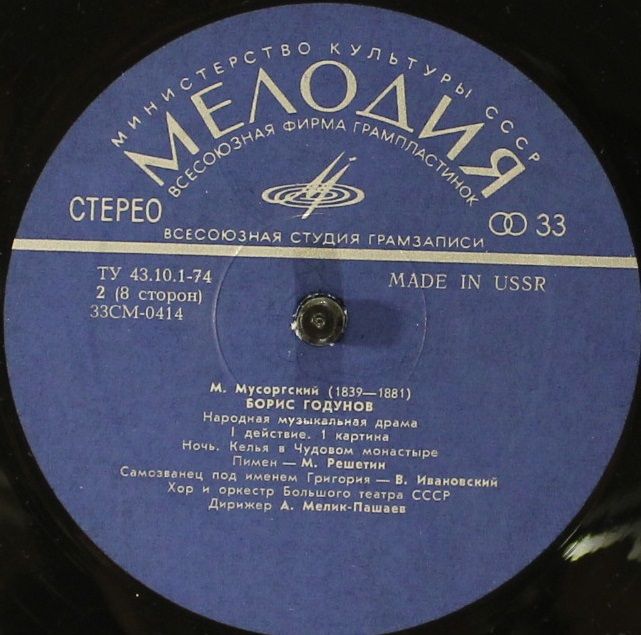 МИНИСТЕРСТВО КУЛЬТУРЫ СССР
МЕЛОДИЯ
ВСЕСОЮЗНАЯ ФИРМА ГРАМПЛАСТИНОК
СТЕРЕО
33
ВСЕСОЮЗНАЯ СТУДИЯ ГРАМЗАПИСИ
ТУ 43.10.1-74
MADE IN USSR
2 (8 сторон)
33СМ-0414
М. Мусоргский (1839—1881)
БОРИС ГОДУНОВ
Народная музыкальная драма
I действие. 1 картина
Ночь. Келья в Чудовом монастыре
Пимен — М. Решетин
Самозванец под именем Григория — В. Ивановский
Хор и оркестр Большого театра СССР
Дирижер А. Мелик-Пашаев